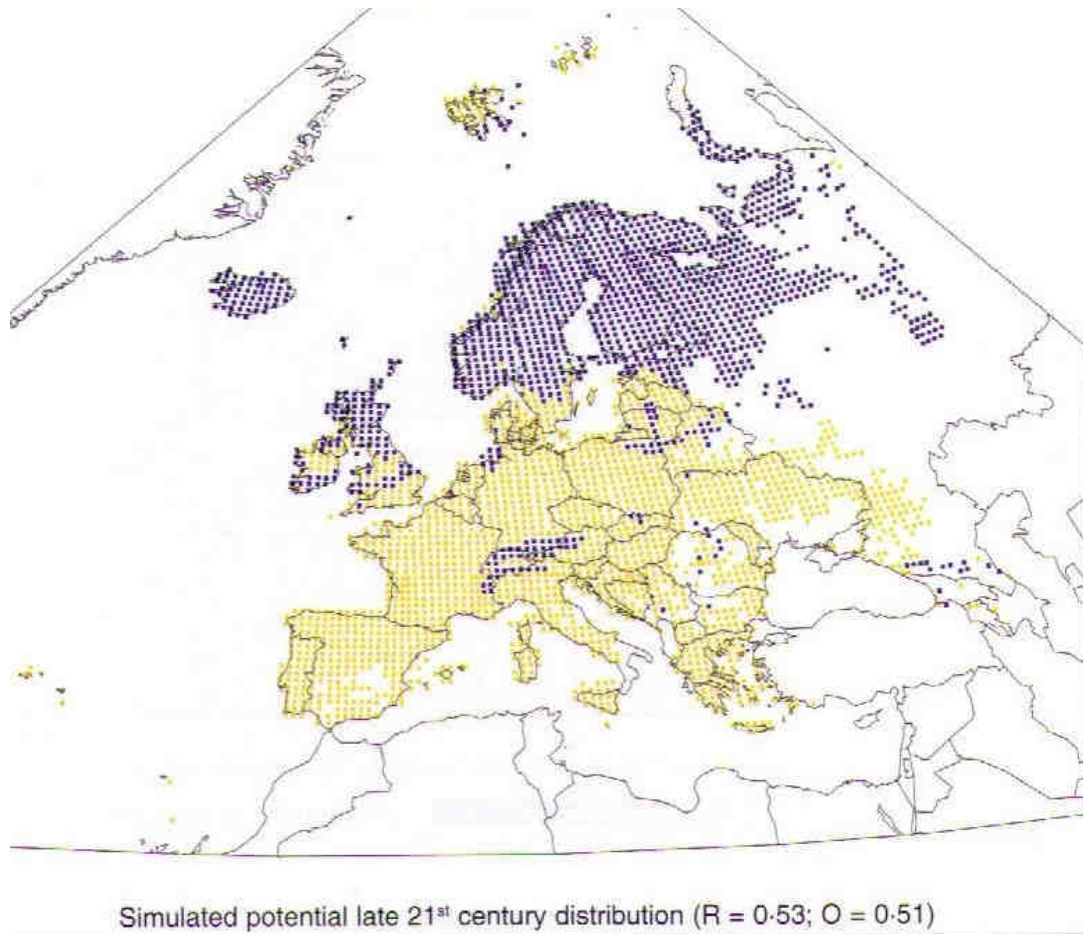 Simulated potential late 21st century distribution (R = 0·53; O = 0·51)